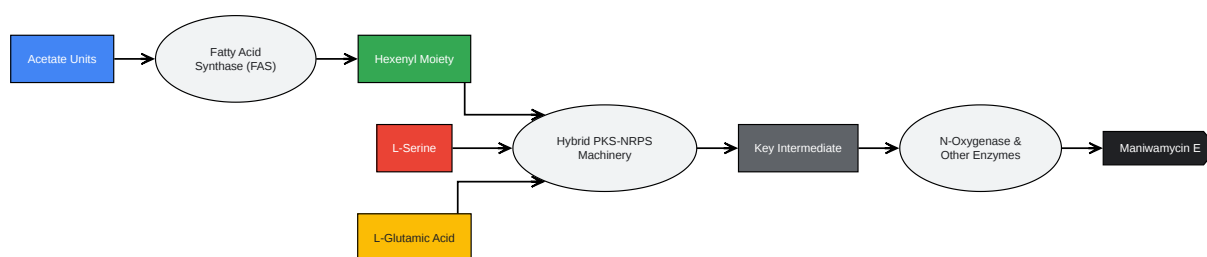 Acetate Units
Fatty Acid
Synthase (FAS)
Hexenyl Moiety
L-Serine
L-Glutamic Acid
Hybrid PKS-NRPS
Machinery
Key Intermediate
N-Oxygenase &
Other Enzymes
Maniwamycin E